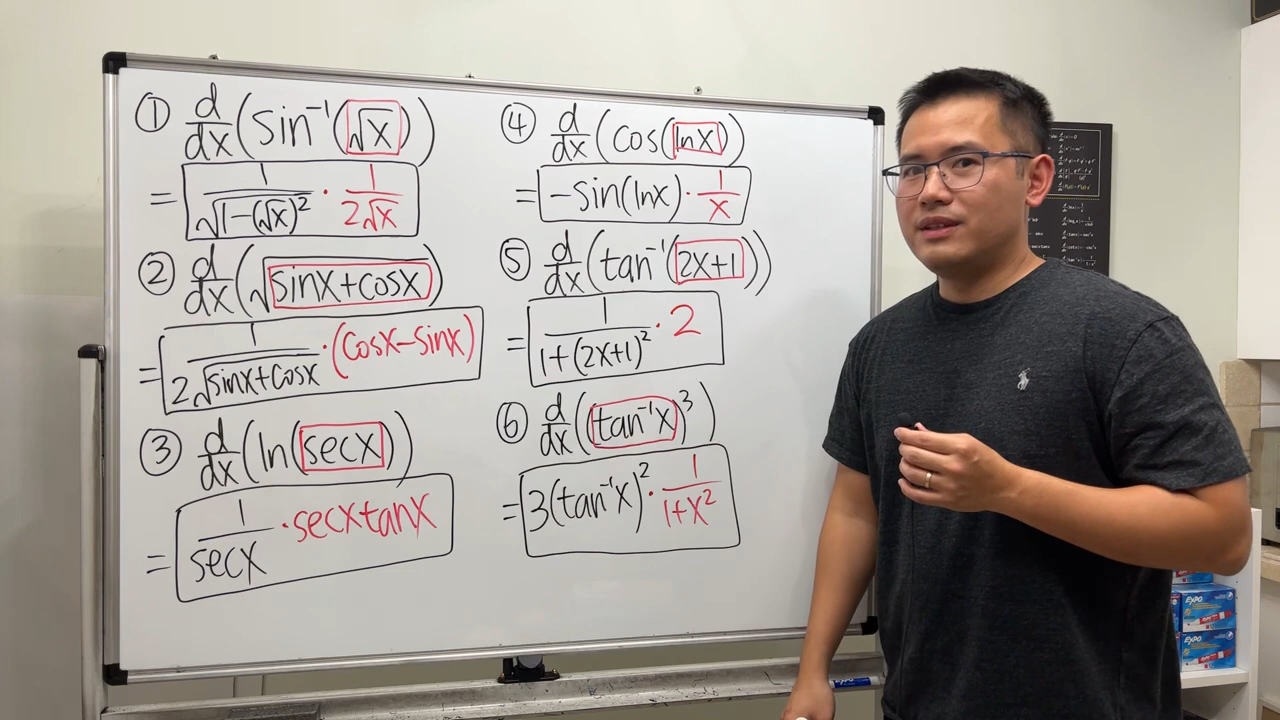 ① d/dx (sin⁻¹(√x))
= 1/√(1-(√x)²) · 1/(2√x)
② d/dx (√(sinx+cosx))
= 1/(2√(sinx+cosx)) · (cosx-sinx)
③ d/dx (ln(secx))
= 1/secx · secxtanx
④ d/dx (cos(lnx))
= -sin(lnx) · 1/x
⑤ d/dx (tan⁻¹(2x+1))
= 1/(1+(2x+1)²) · 2
⑥ d/dx ((tan⁻¹x)³)
= 3(tan⁻¹x)² · 1/(1+x²)
EXPO
EXPO